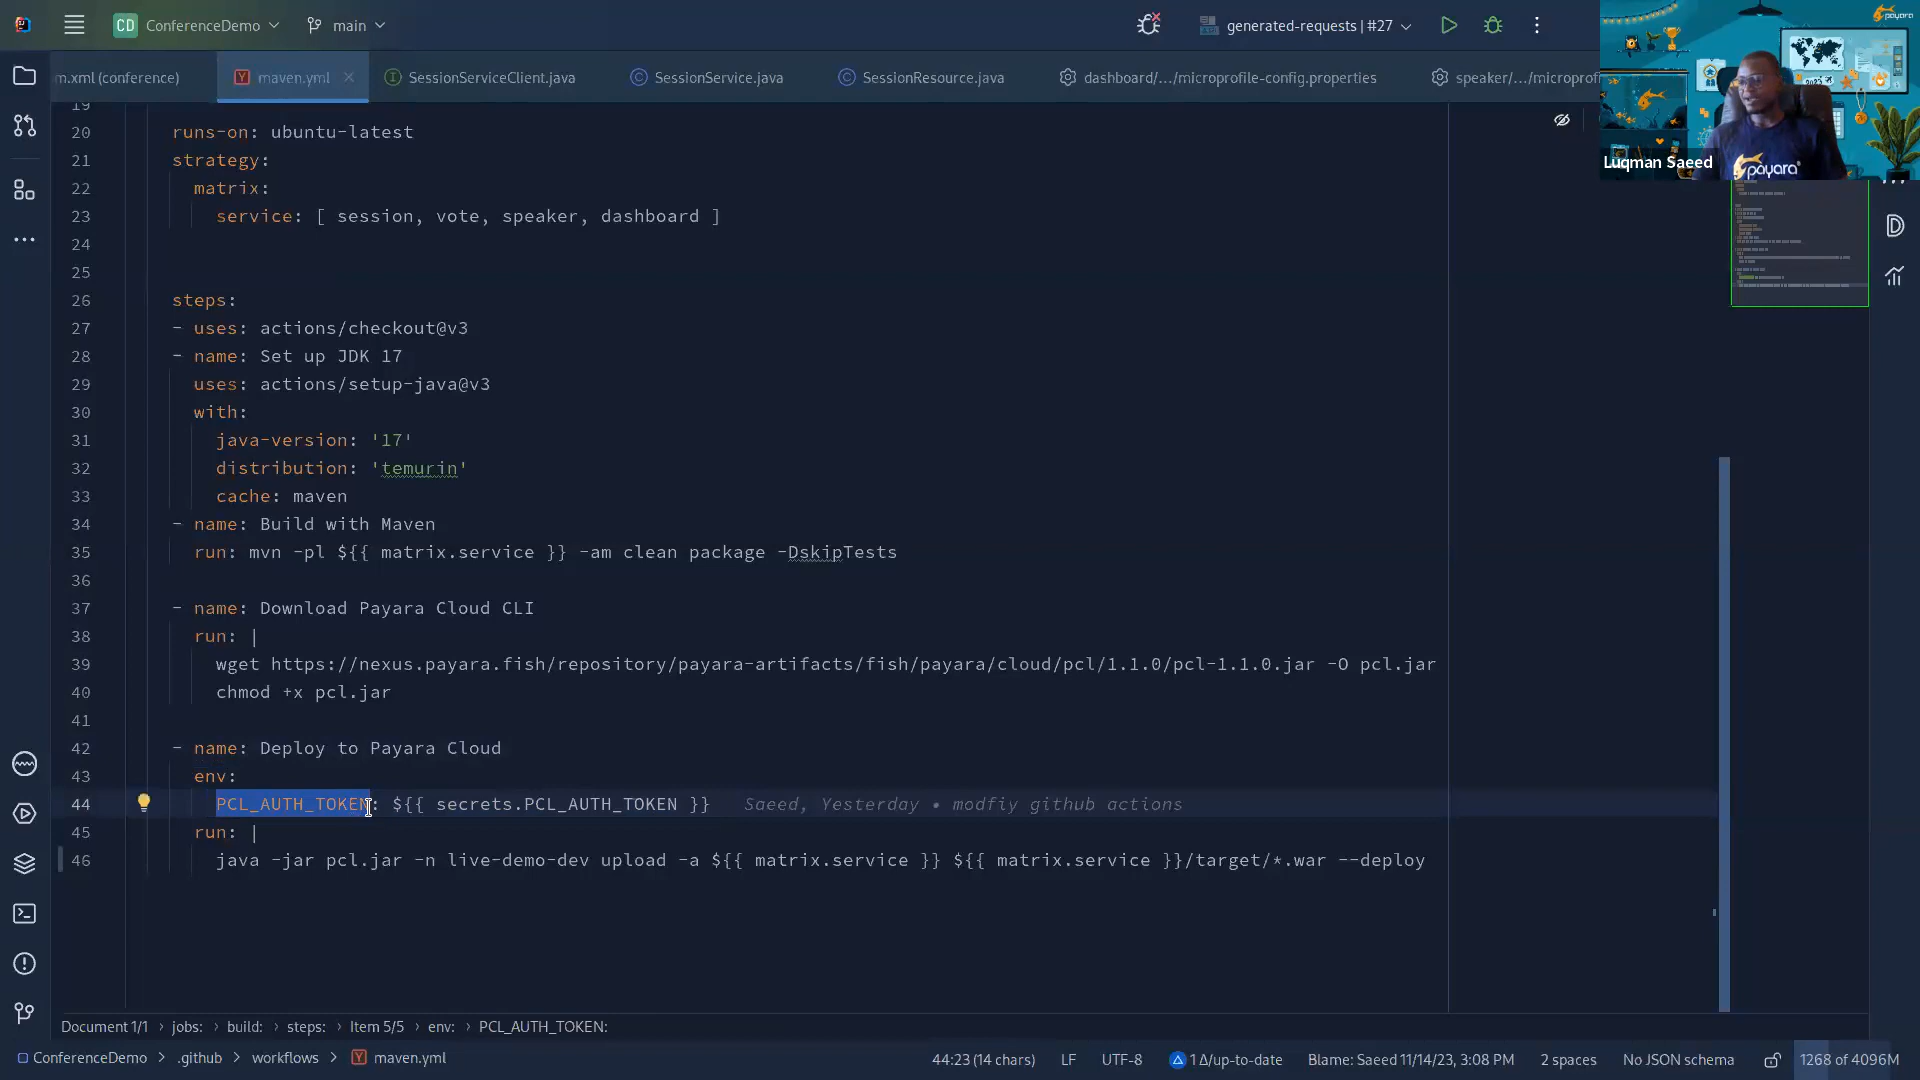 CD ConferenceDemo main generated-requests | #27
payara
m.xml (conference) maven.yml SessionServiceClient.java SessionService.java SessionResource.java dashboard/.../microprofile-config.properties speaker/.../microprof
Luqman Saeed
payara
19
20 runs-on: ubuntu-latest
21 strategy:
22 matrix:
23 service: [ session, vote, speaker, dashboard ]
24
25
26 steps:
27 - uses: actions/checkout@v3
28 - name: Set up JDK 17
29 uses: actions/setup-java@v3
30 with:
31 java-version: '17'
32 distribution: 'temurin'
33 cache: maven
34 - name: Build with Maven
35 run: mvn -pl ${{ matrix.service }} -am clean package -DskipTests
36
37 - name: Download Payara Cloud CLI
38 run: |
39 wget https://nexus.payara.fish/repository/payara-artifacts/fish/payara/cloud/pcl/1.1.0/pcl-1.1.0.jar -O pcl.jar
40 chmod +x pcl.jar
41
42 - name: Deploy to Payara Cloud
43 env:
44 PCL_AUTH_TOKEN: ${{ secrets.PCL_AUTH_TOKEN }} Saeed, Yesterday • modfiy github actions
45 run: |
46 java -jar pcl.jar -n live-demo-dev upload -a ${{ matrix.service }} ${{ matrix.service }}/target/*.war --deploy
Document 1/1 › jobs: › build: › steps: › Item 5/5 › env: › PCL_AUTH_TOKEN:
ConferenceDemo › .github › workflows › maven.yml 44:23 (14 chars) LF UTF-8 1 Δ/up-to-date Blame: Saeed 11/14/23, 3:08 PM 2 spaces No JSON schema 1268 of 4096M